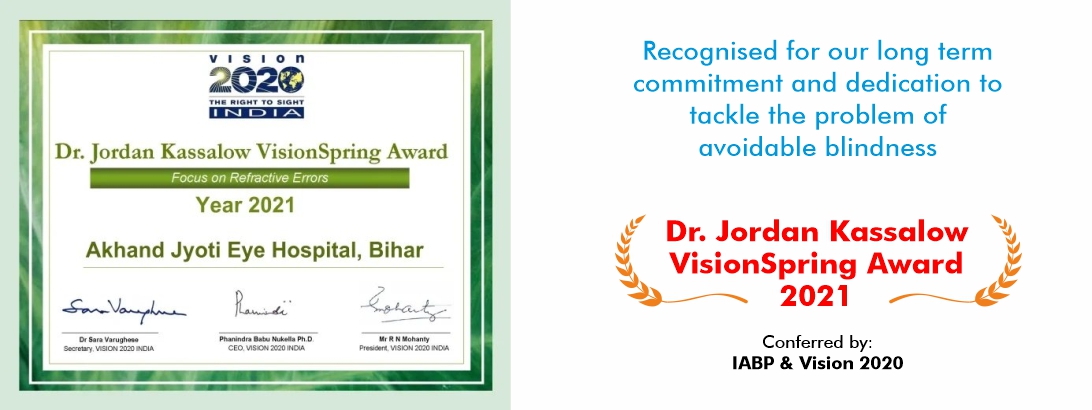 VISION
2020
THE RIGHT TO SIGHT
INDIA
Dr. Jordan Kassalow VisionSpring Award
Focus on Refractive Errors
Year 2021
Akhand Jyoti Eye Hospital, Bihar
Sara Varughese
Dr Sara Varughese
Secretary, VISION 2020 INDIA
Phanindra Babu Nukella Ph.D.
CEO, VISION 2020 INDIA
Mr R N Mohanty
President, VISION 2020 INDIA
Recognised for our long term
commitment and dedication to
tackle the problem of
avoidable blindness
Dr. Jordan Kassalow
VisionSpring Award
2021
Conferred by:
IABP & Vision 2020